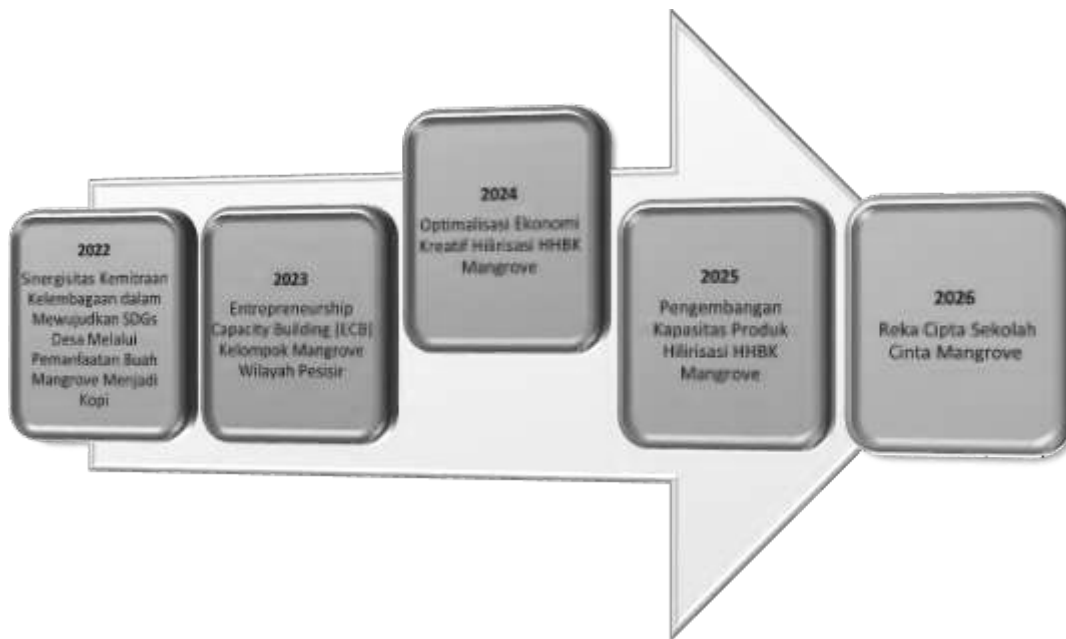 2022
Sinergisitas Kemitraan
Kelembagaan dalam
Mewujudkan SDGs
Desa Melalui
Pemanfaatan Buah
Mangrove Menjadi
Kopi
2023
Entrepreneurship
Capacity Building (ECB)
Kelompok Mangrove
Wilayah Pesisir
2024
Optimalisasi Ekonomi
Kreatif Hilirisasi HHBK
Mangrove
2025
Pengembangan
Kapasitas Produk
Hilirisasi HHBK
Mangrove
2026
Reka Cipta Sekolah
Cinta Mangrove